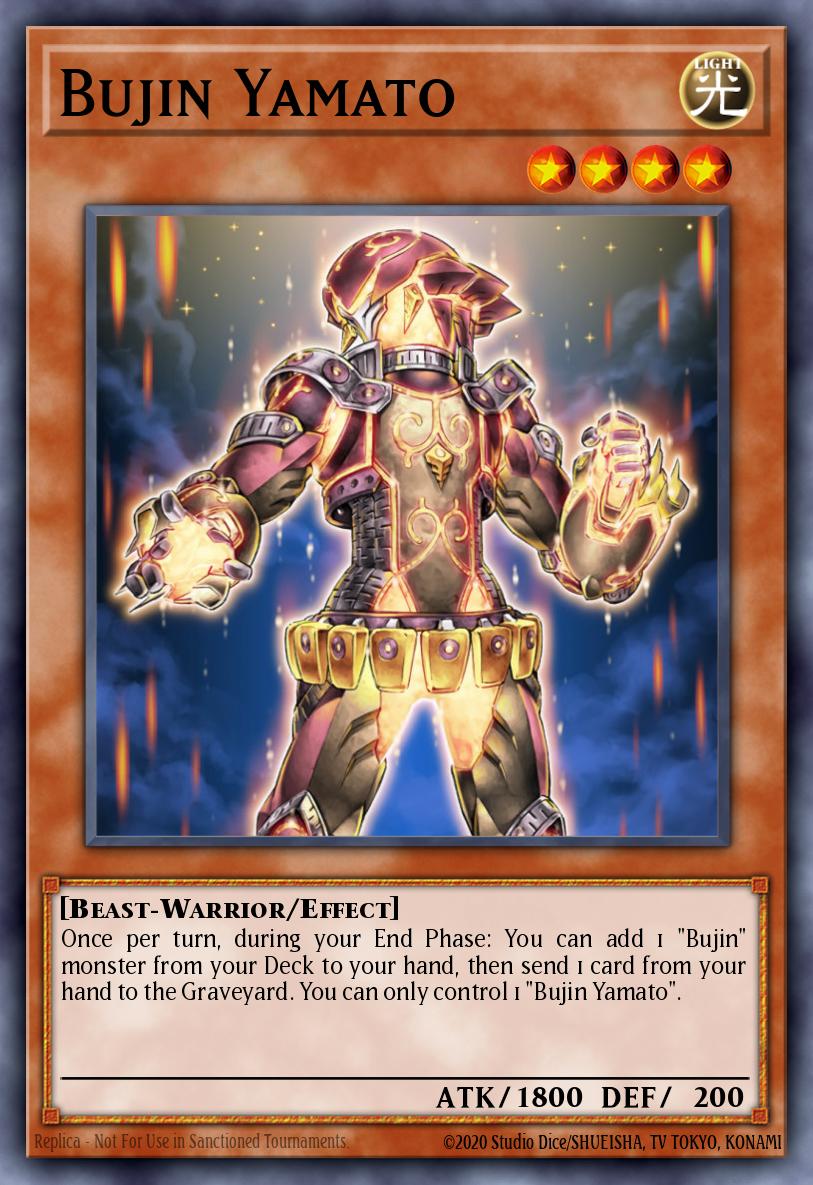 Bujin Yamato
LIGHT
光
[Beast-Warrior/Effect]
Once per turn, during your End Phase: You can add 1 "Bujin"
monster from your Deck to your hand, then send 1 card from your
hand to the Graveyard. You can only control 1 "Bujin Yamato".
ATK/1800 DEF/ 200
Replica - Not For Use in Sanctioned Tournaments.
©2020 Studio Dice/SHUEISHA, TV TOKYO, KONAMI